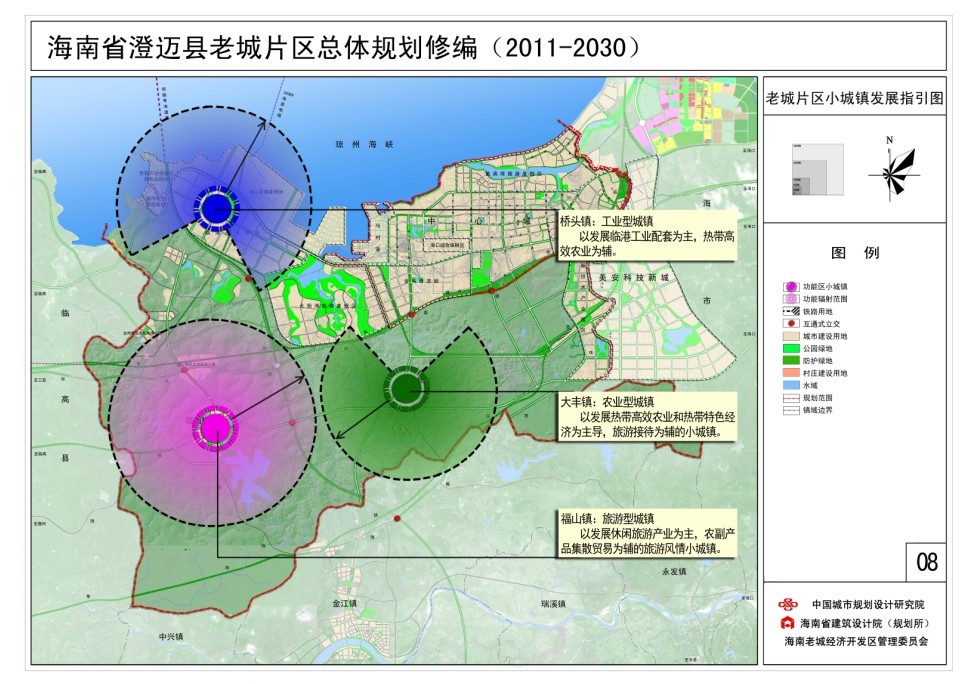 海南省澄迈县老城片区总体规划修编（2011-2030）
老城片区小城镇发展指引图
N
琼 州 海 峡
中 心 城
桥头镇：工业型城镇
以发展临港工业配套为主，热带高
效农业为辅。
美安科技新城
海
市
临
高
县
大丰镇：农业型城镇
以发展热带高效农业和热带特色经
济为主导，旅游接待为辅的小城镇。
福山镇：旅游型城镇
以发展休闲旅游产业为主，农副产
品集散贸易为辅的旅游风情小城镇。
永发镇
金江镇
瑞溪镇
中兴镇
图 例
功能区小城镇
功能辐射范围
铁路用地
互通式立交
城市建设用地
公园绿地
防护绿地
村庄建设用地
水域
规划范围
镇域边界
08
中国城市规划设计研究院
海南省建筑设计院（规划所）
海南老城经济开发区管理委员会